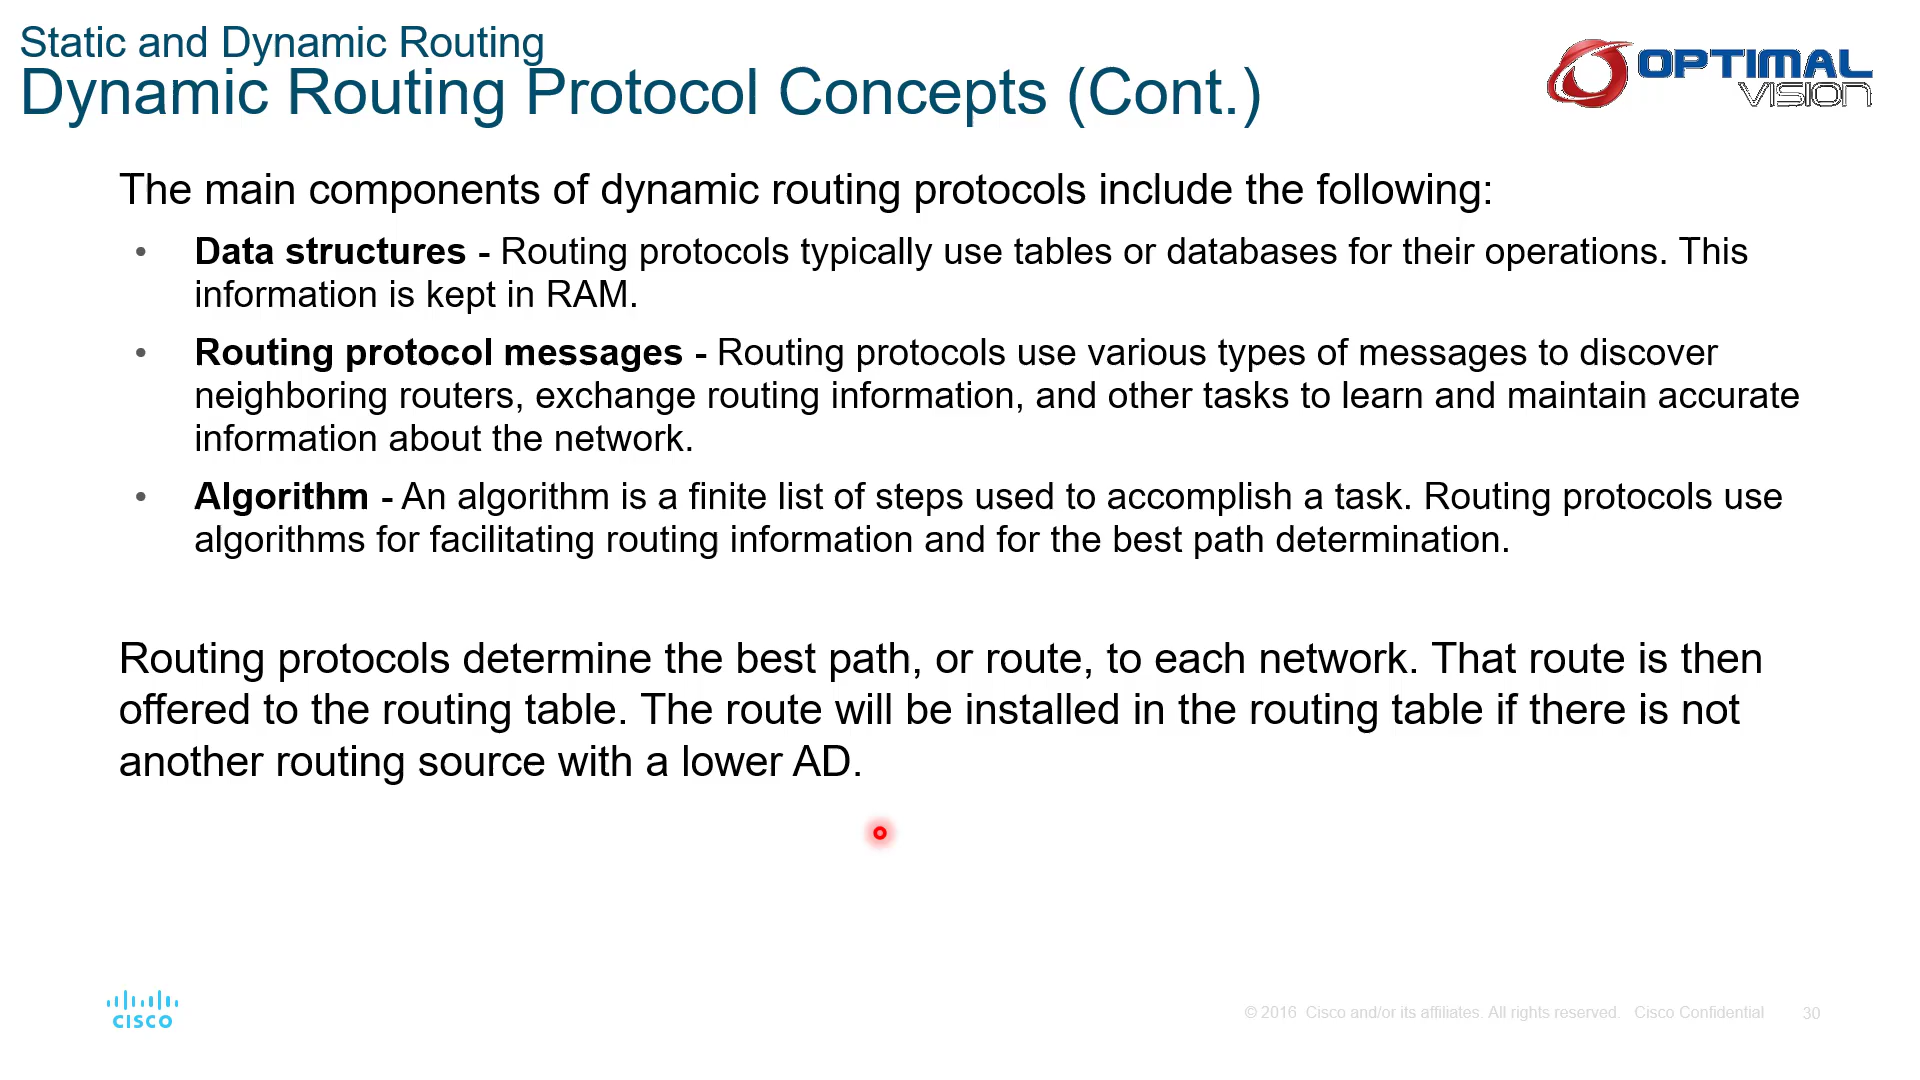 Static and Dynamic Routing
Dynamic Routing Protocol Concepts (Cont.)
OPTIMAL
VISION
The main components of dynamic routing protocols include the following:
• Data structures - Routing protocols typically use tables or databases for their operations. This
information is kept in RAM.
• Routing protocol messages - Routing protocols use various types of messages to discover
neighboring routers, exchange routing information, and other tasks to learn and maintain accurate
information about the network.
• Algorithm - An algorithm is a finite list of steps used to accomplish a task. Routing protocols use
algorithms for facilitating routing information and for the best path determination.
Routing protocols determine the best path, or route, to each network. That route is then
offered to the routing table. The route will be installed in the routing table if there is not
another routing source with a lower AD.
CISCO
© 2016 Cisco and/or its affiliates. All rights reserved. Cisco Confidential 30